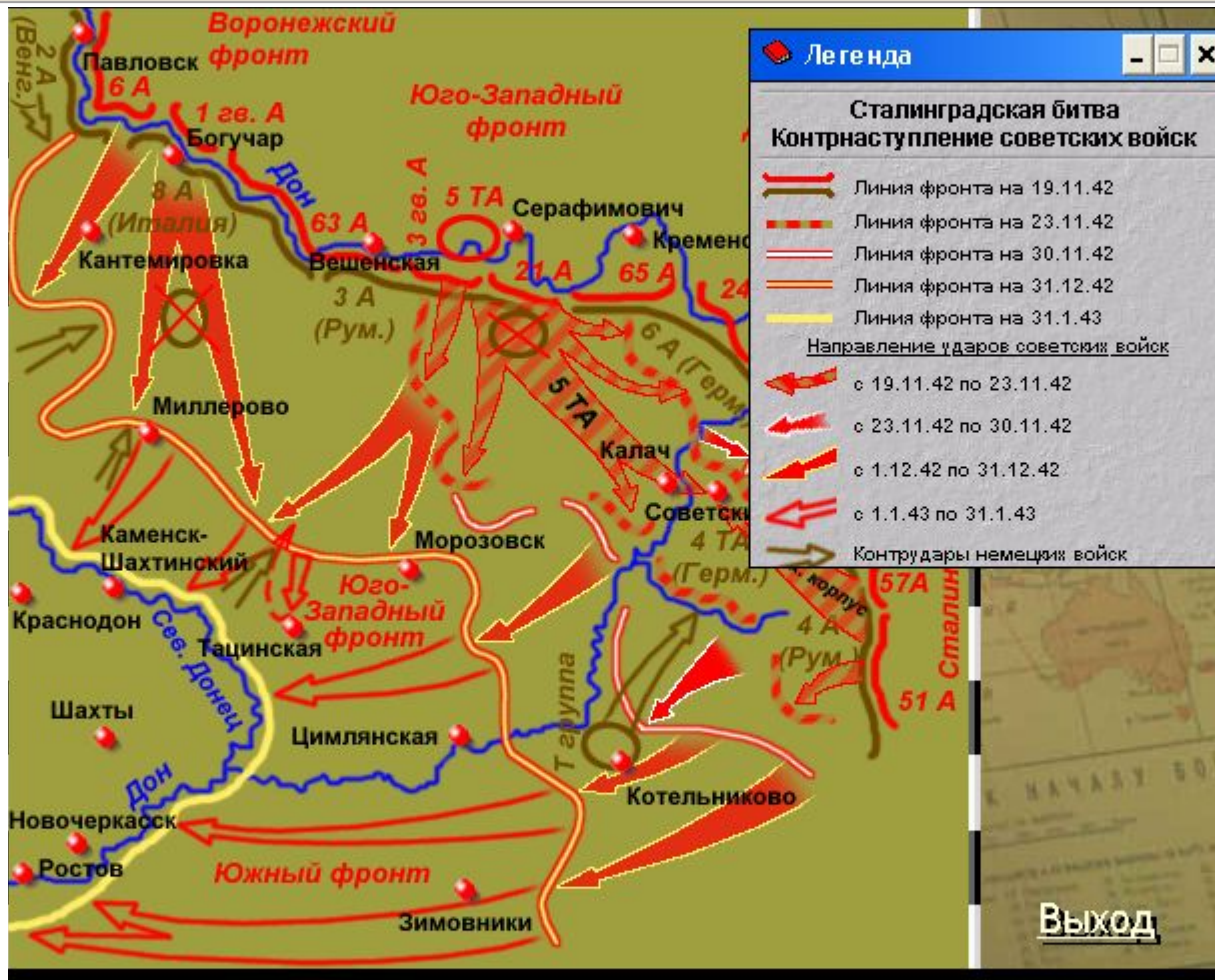 Воронежский
фронт
2 А
(Венг.)
Павловск
6 А
1 гв. А
Богучар
Юго-Западный
фронт
Дон
8 А
(Италия)
Кантемировка
63 А
Вешенская
3 гв. А
5 ТА
Серафимович
Кременс
21 А
65 А
24
3 А
(Рум.)
6 А (Герм
5 ТА
Миллерово
Калач
Советски
4 ТА
(Герм.)
корпус
57А
Сталин
4 А
(Рум.)
51 А
Каменск-
Шахтинский
Морозовск
Юго-
Западный
фронт
Краснодон
Тацинская
Сев. Донец
Шахты
Цимлянская
Т группа
Котельниково
Дон
Новочеркасск
Ростов
Южный фронт
Зимовники
Легенда
Сталинградская битва
Контрнаступление советских войск
Линия фронта на 19.11.42
Линия фронта на 23.11.42
Линия фронта на 30.11.42
Линия фронта на 31.12.42
Линия фронта на 31.1.43
Направление ударов советских войск
с 19.11.42 по 23.11.42
с 23.11.42 по 30.11.42
с 1.12.42 по 31.12.42
с 1.1.43 по 31.1.43
Контрудары немецких войск
К НАЧАЛУ
Выход